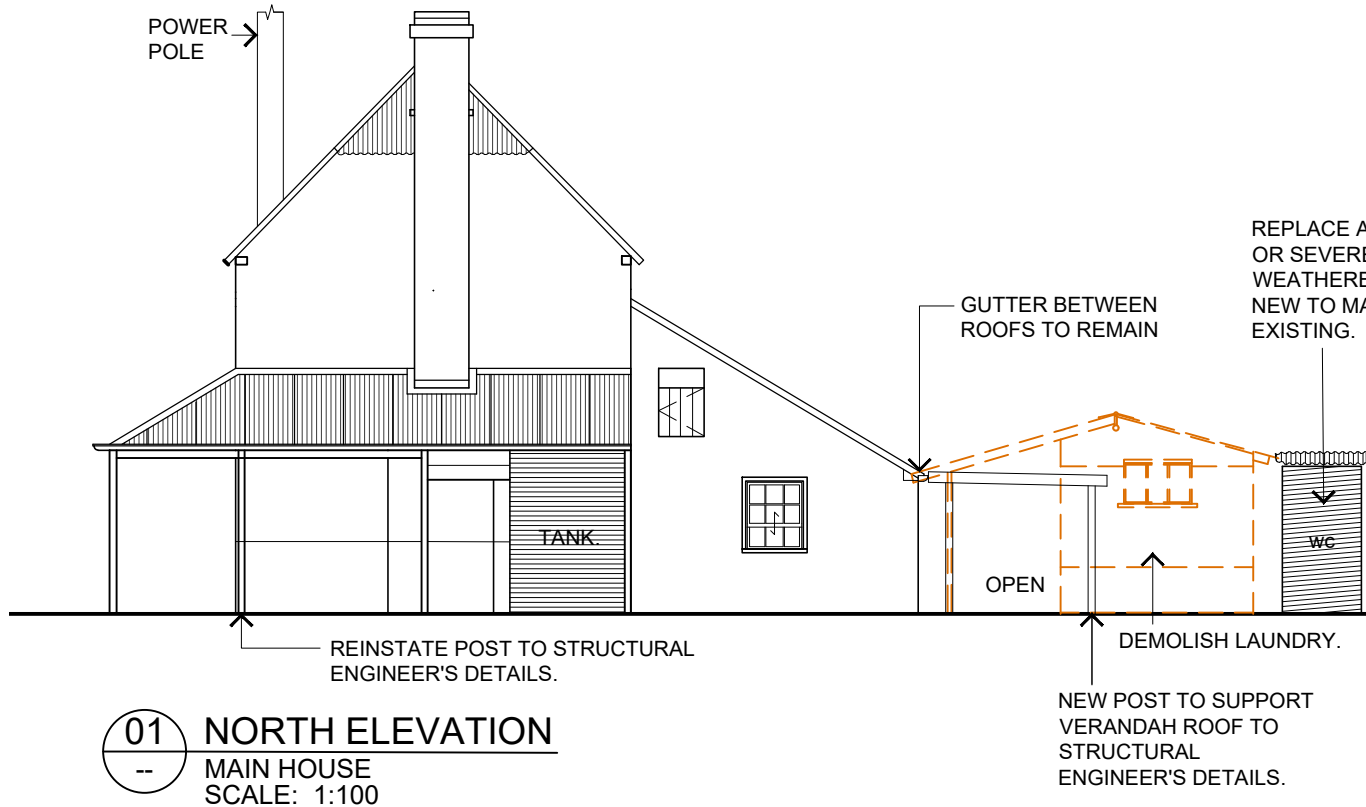 POWER
POLE
REPLACE A
OR SEVERE
WEATHERE
NEW TO MA
EXISTING.
GUTTER BETWEEN
ROOFS TO REMAIN
TANK.
WC
OPEN
REINSTATE POST TO STRUCTURAL
ENGINEER'S DETAILS.
DEMOLISH LAUNDRY.
NEW POST TO SUPPORT
VERANDAH ROOF TO
STRUCTURAL
ENGINEER'S DETAILS.
01
--
NORTH ELEVATION
MAIN HOUSE
SCALE: 1:100